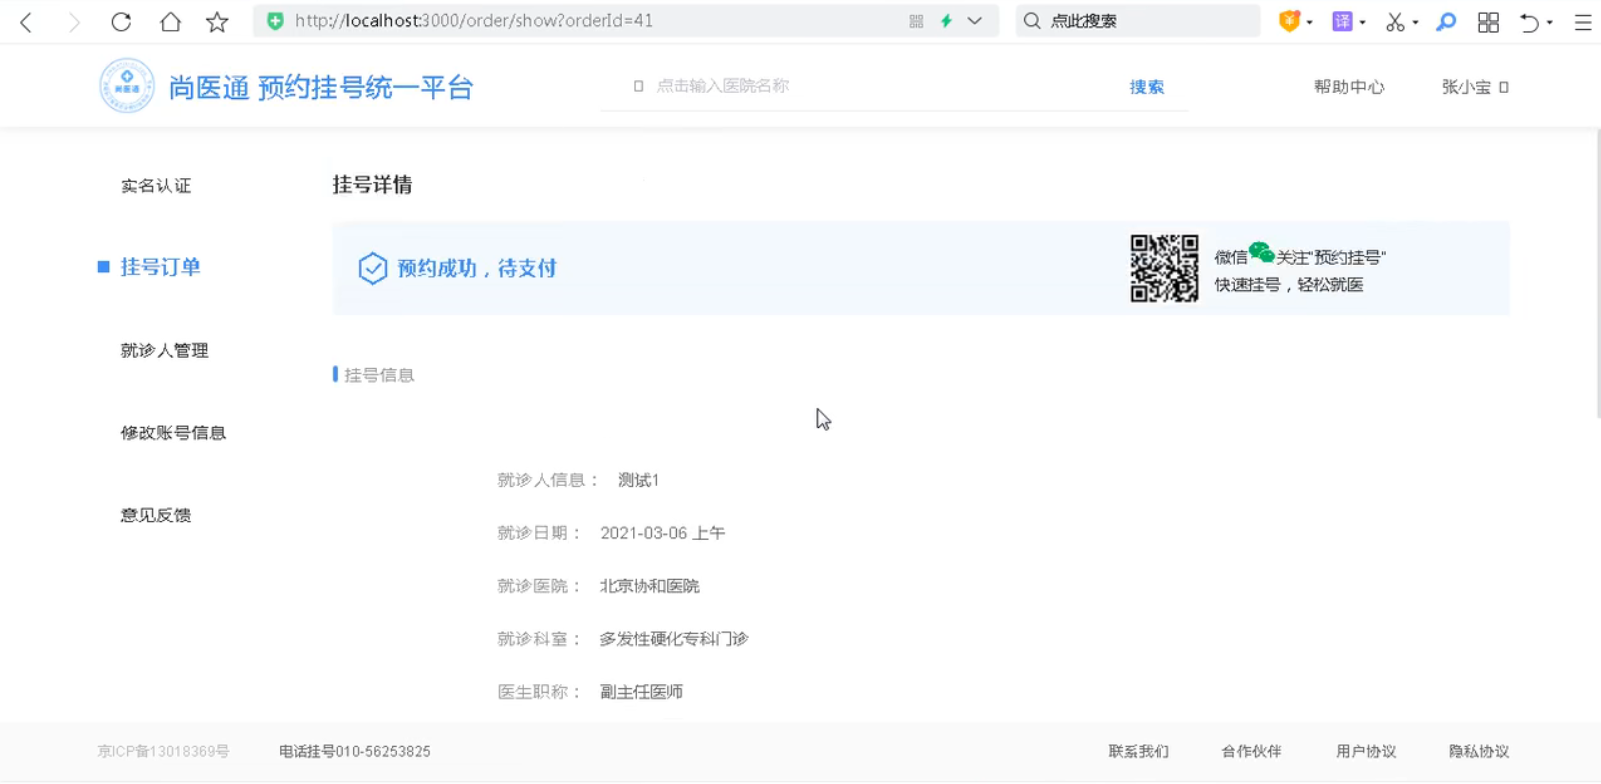 http://localhost:3000/order/show?orderId=41
点此搜索
译
尚医通
尚医通 预约挂号统一平台
点击输入医院名称
搜索
帮助中心
张小宝
实名认证
挂号订单
就诊人管理
修改账号信息
意见反馈
挂号详情
预约成功，待支付
微信关注"预约挂号"
快速挂号，轻松就医
挂号信息
就诊人信息： 测试1
就诊日期： 2021-03-06 上午
就诊医院： 北京协和医院
就诊科室： 多发性硬化专科门诊
医生职称： 副主任医师
京ICP备13018369号
电话挂号010-56253825
联系我们
合作伙伴
用户协议
隐私协议